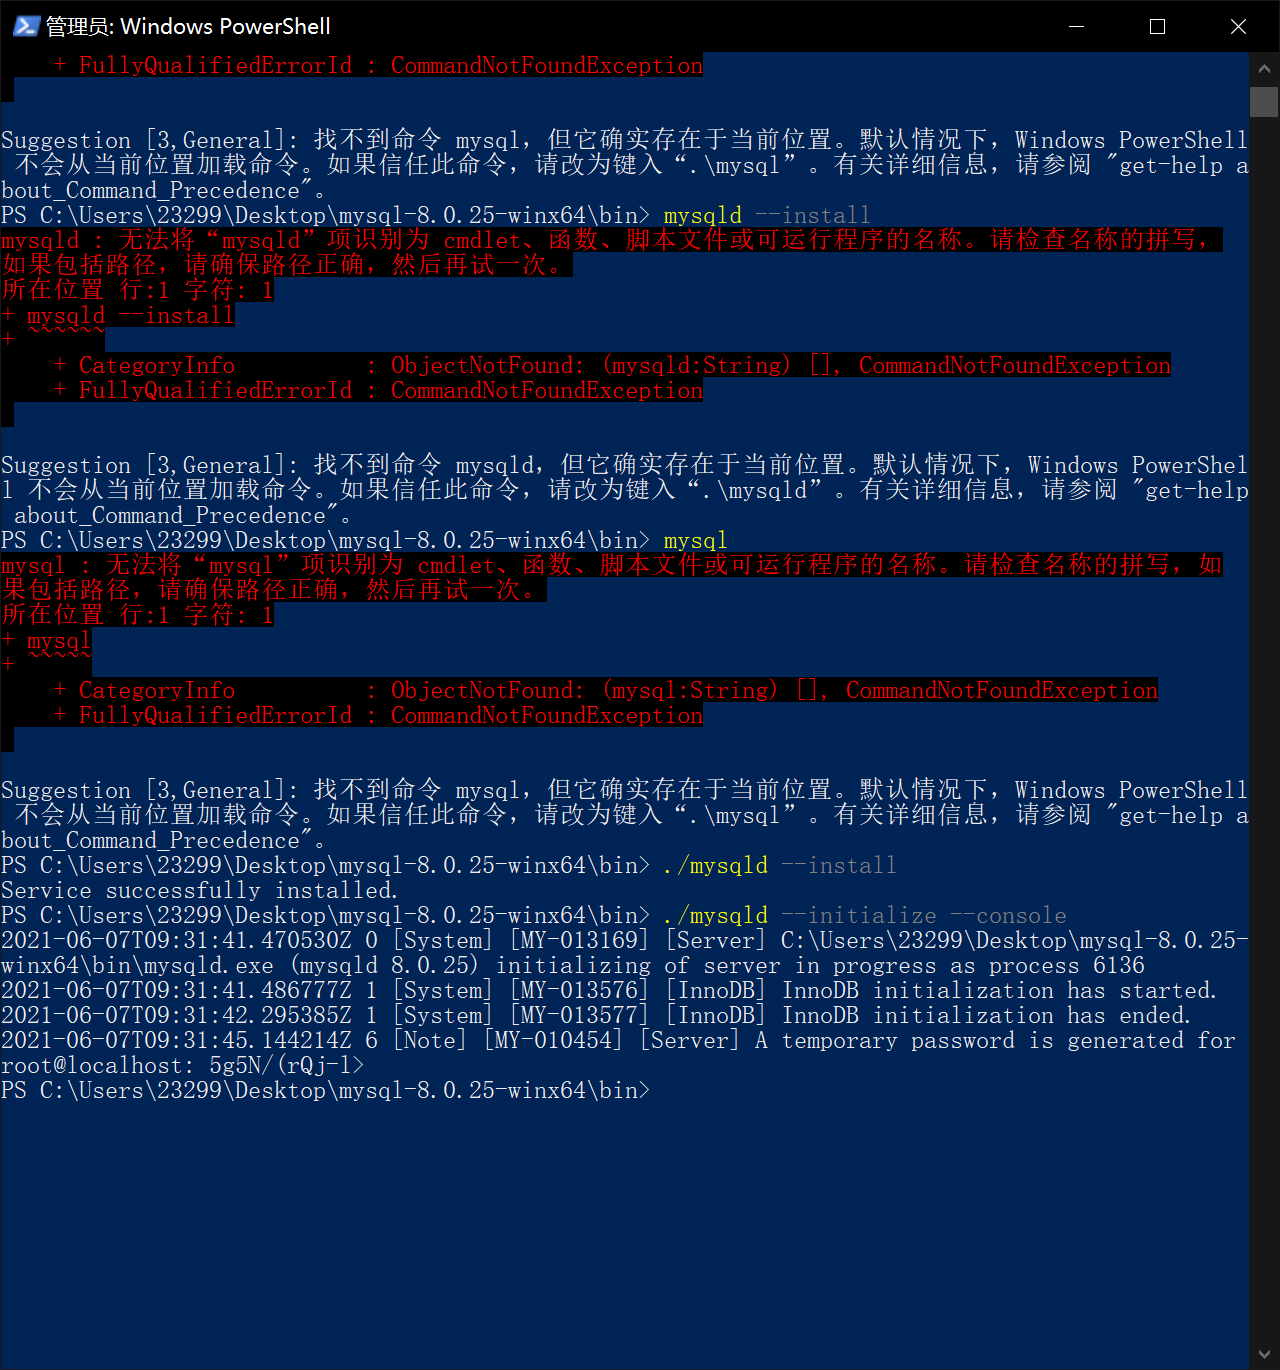 管理员: Windows PowerShell
    + FullyQualifiedErrorId : CommandNotFoundException
Suggestion [3,General]: 找不到命令 mysql，但它确实存在于当前位置。默认情况下，Windows PowerShell
 不会从当前位置加载命令。如果信任此命令，请改为键入“.\mysql”。有关详细信息，请参阅 "get-help a
bout_Command_Precedence"。
PS C:\Users\23299\Desktop\mysql-8.0.25-winx64\bin> mysqld --install
mysqld : 无法将“mysqld”项识别为 cmdlet、函数、脚本文件或可运行程序的名称。请检查名称的拼写，
如果包括路径，请确保路径正确，然后再试一次。
所在位置 行:1 字符: 1
+ mysqld --install
+ ~~~~~~
    + CategoryInfo          : ObjectNotFound: (mysqld:String) [], CommandNotFoundException
    + FullyQualifiedErrorId : CommandNotFoundException
Suggestion [3,General]: 找不到命令 mysqld，但它确实存在于当前位置。默认情况下，Windows PowerShel
l 不会从当前位置加载命令。如果信任此命令，请改为键入“.\mysqld”。有关详细信息，请参阅 "get-help
 about_Command_Precedence"。
PS C:\Users\23299\Desktop\mysql-8.0.25-winx64\bin> mysql
mysql : 无法将“mysql”项识别为 cmdlet、函数、脚本文件或可运行程序的名称。请检查名称的拼写，如
果包括路径，请确保路径正确，然后再试一次。
所在位置 行:1 字符: 1
+ mysql
+ ~~~~~
    + CategoryInfo          : ObjectNotFound: (mysql:String) [], CommandNotFoundException
    + FullyQualifiedErrorId : CommandNotFoundException
Suggestion [3,General]: 找不到命令 mysql，但它确实存在于当前位置。默认情况下，Windows PowerShell
 不会从当前位置加载命令。如果信任此命令，请改为键入“.\mysql”。有关详细信息，请参阅 "get-help a
bout_Command_Precedence"。
PS C:\Users\23299\Desktop\mysql-8.0.25-winx64\bin> ./mysqld --install
Service successfully installed.
PS C:\Users\23299\Desktop\mysql-8.0.25-winx64\bin> ./mysqld --initialize --console
2021-06-07T09:31:41.470530Z 0 [System] [MY-013169] [Server] C:\Users\23299\Desktop\mysql-8.0.25-
winx64\bin\mysqld.exe (mysqld 8.0.25) initializing of server in progress as process 6136
2021-06-07T09:31:41.486777Z 1 [System] [MY-013576] [InnoDB] InnoDB initialization has started.
2021-06-07T09:31:42.295385Z 1 [System] [MY-013577] [InnoDB] InnoDB initialization has ended.
2021-06-07T09:31:45.144214Z 6 [Note] [MY-010454] [Server] A temporary password is generated for
root@localhost: 5g5N/(rQj-l>
PS C:\Users\23299\Desktop\mysql-8.0.25-winx64\bin>